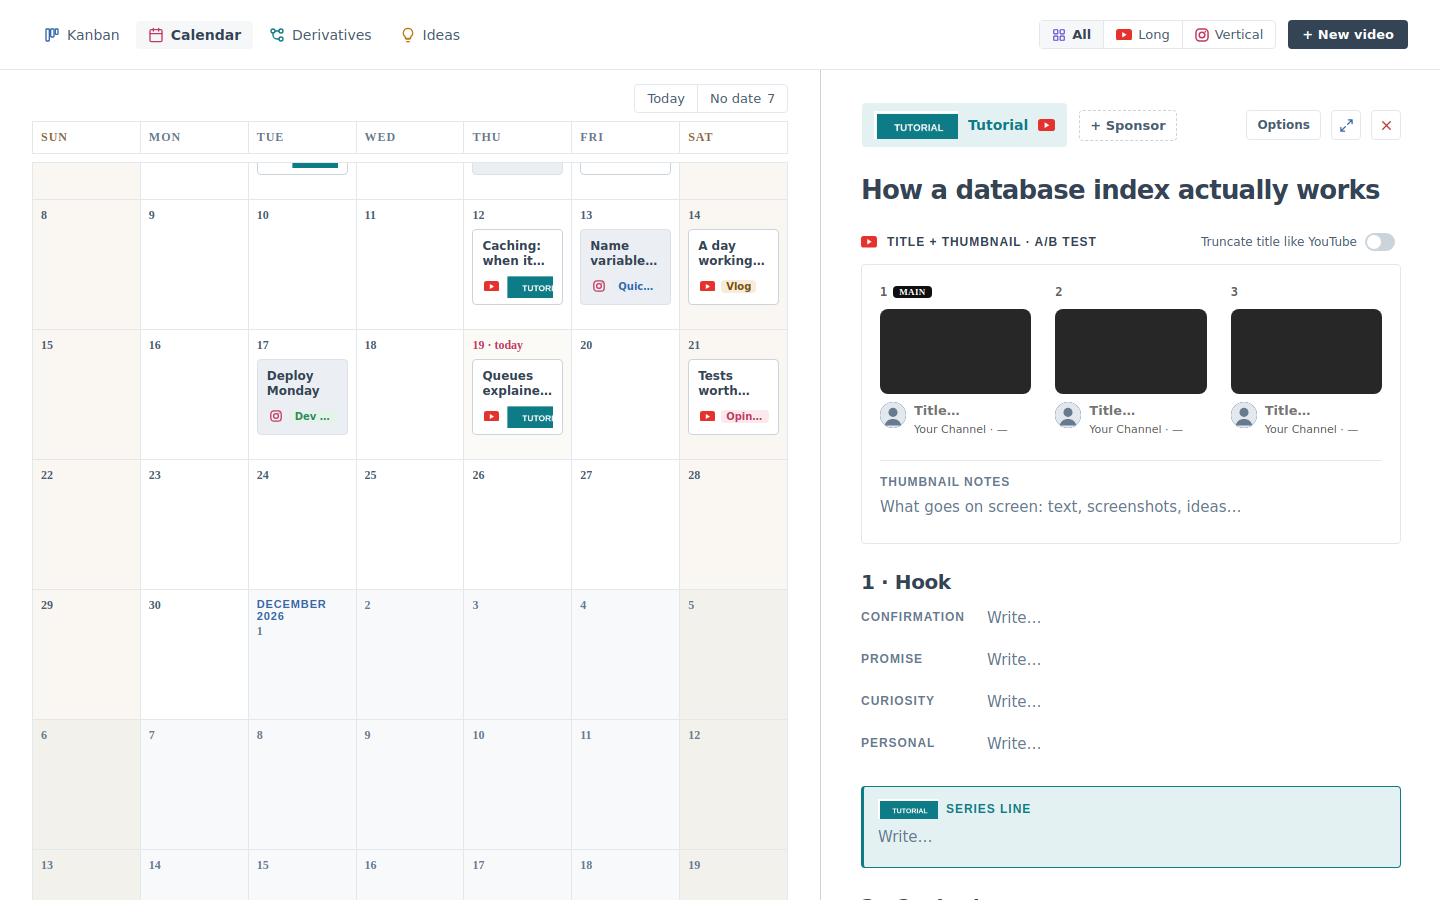 Kanban
Calendar
Derivatives
Ideas
All
Long
Vertical
+ New video
Today
No date 7
SUN
MON
TUE
WED
THU
FRI
SAT
8
9
10
11
12
Caching:
when it…
TUTORI
13
Name
variable…
Quic…
14
A day
working…
Vlog
15
16
17
Deploy
Monday
Dev …
18
19 · today
Queues
explaine…
TUTORI
20
21
Tests
worth…
Opin…
22
23
24
25
26
27
28
29
30
DECEMBER
2026
1
2
3
4
5
6
7
8
9
10
11
12
13
14
15
16
17
18
19
TUTORIAL
Tutorial
+ Sponsor
Options
How a database index actually works
TITLE + THUMBNAIL · A/B TEST
Truncate title like YouTube
1 MAIN
2
3
Title…
Your Channel · —
Title…
Your Channel · —
Title…
Your Channel · —
THUMBNAIL NOTES
What goes on screen: text, screenshots, ideas…
1 · Hook
CONFIRMATION
Write…
PROMISE
Write…
CURIOSITY
Write…
PERSONAL
Write…
TUTORIAL
SERIES LINE
Write…